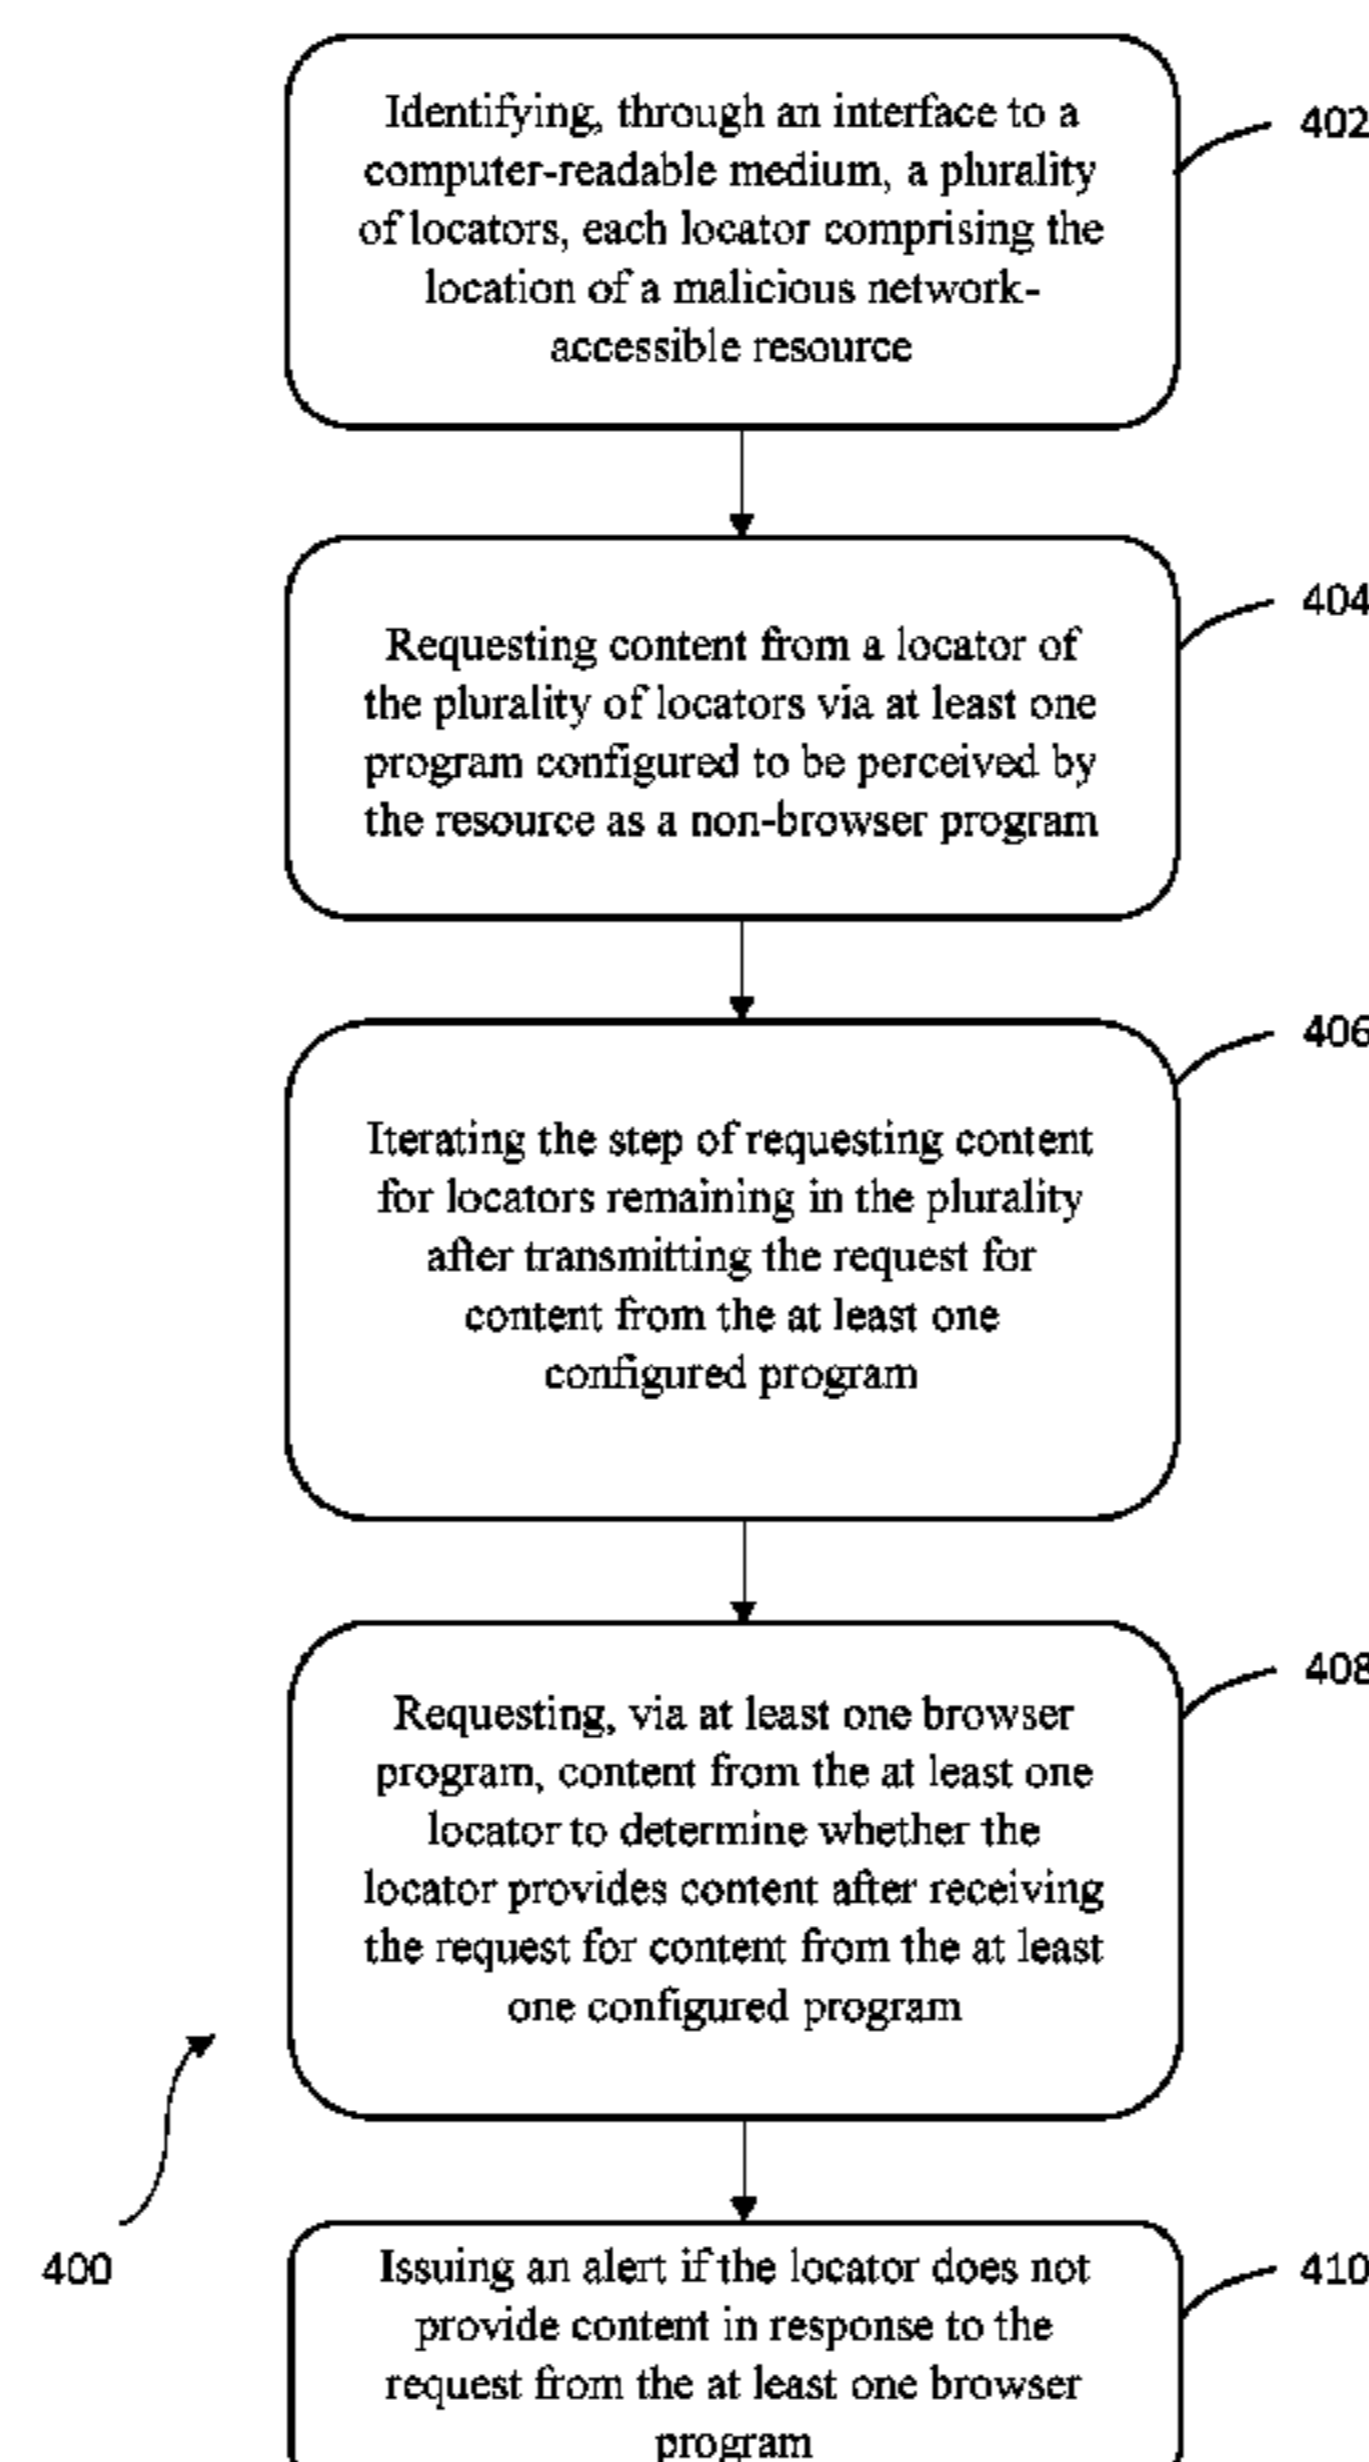 Identifying, through an interface to a
computer-readable medium, a plurality
of locators, each locator comprising the
location of a malicious network-
accessible resource
402
Requesting content from a locator of
the plurality of locators via at least one
program configured to be perceived by
the resource as a non-browser program
404
Iterating the step of requesting content
for locators remaining in the plurality
after transmitting the request for
content from the at least one
configured program
406
Requesting, via at least one browser
program, content from the at least one
locator to determine whether the
locator provides content after receiving
the request for content from the at least
one configured program
408
400
Issuing an alert if the locator does not
provide content in response to the
request from the at least one browser
program
410